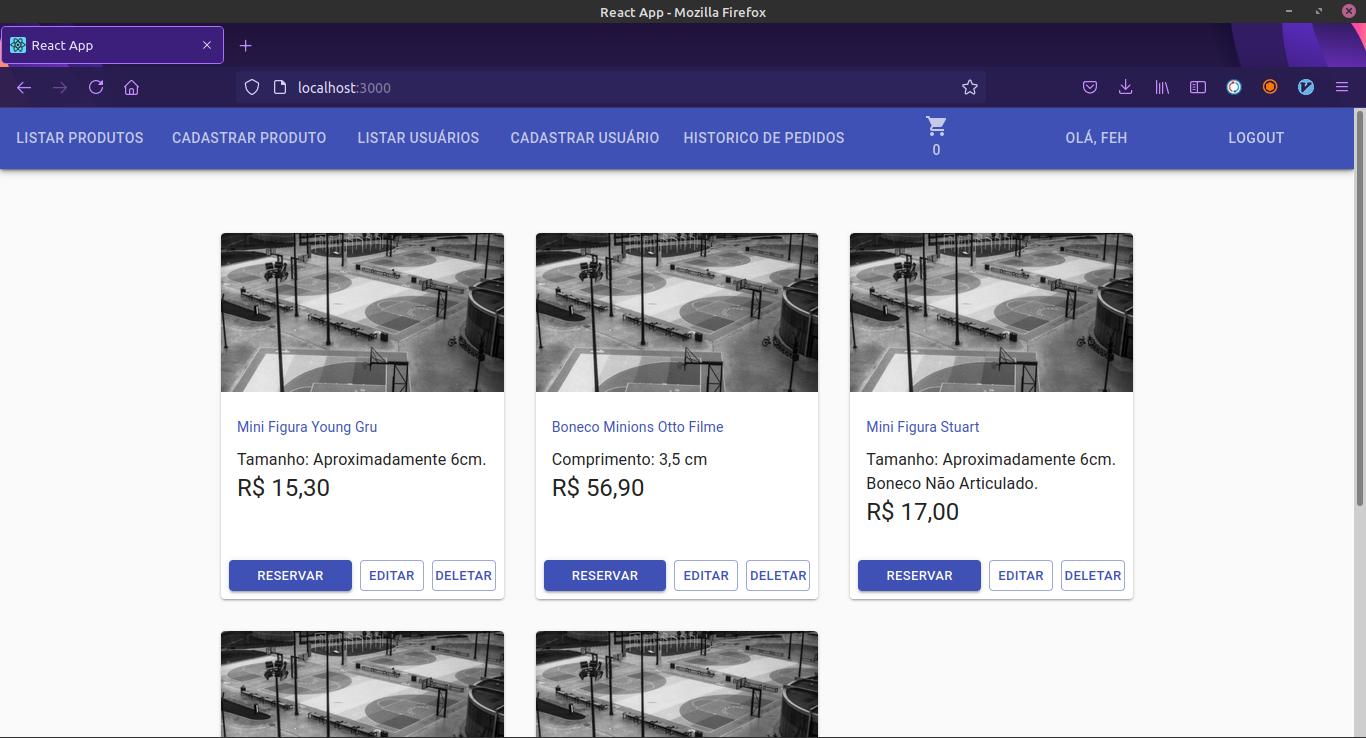 React App - Mozilla Firefox
React App
localhost:3000
LISTAR PRODUTOS CADASTRAR PRODUTO LISTAR USUÁRIOS CADASTRAR USUÁRIO HISTORICO DE PEDIDOS 0 OLÁ, FEH LOGOUT
Mini Figura Young Gru
Tamanho: Aproximadamente 6cm.
R$ 15,30
RESERVAR EDITAR DELETAR
Boneco Minions Otto Filme
Comprimento: 3,5 cm
R$ 56,90
RESERVAR EDITAR DELETAR
Mini Figura Stuart
Tamanho: Aproximadamente 6cm.
Boneco Não Articulado.
R$ 17,00
RESERVAR EDITAR DELETAR